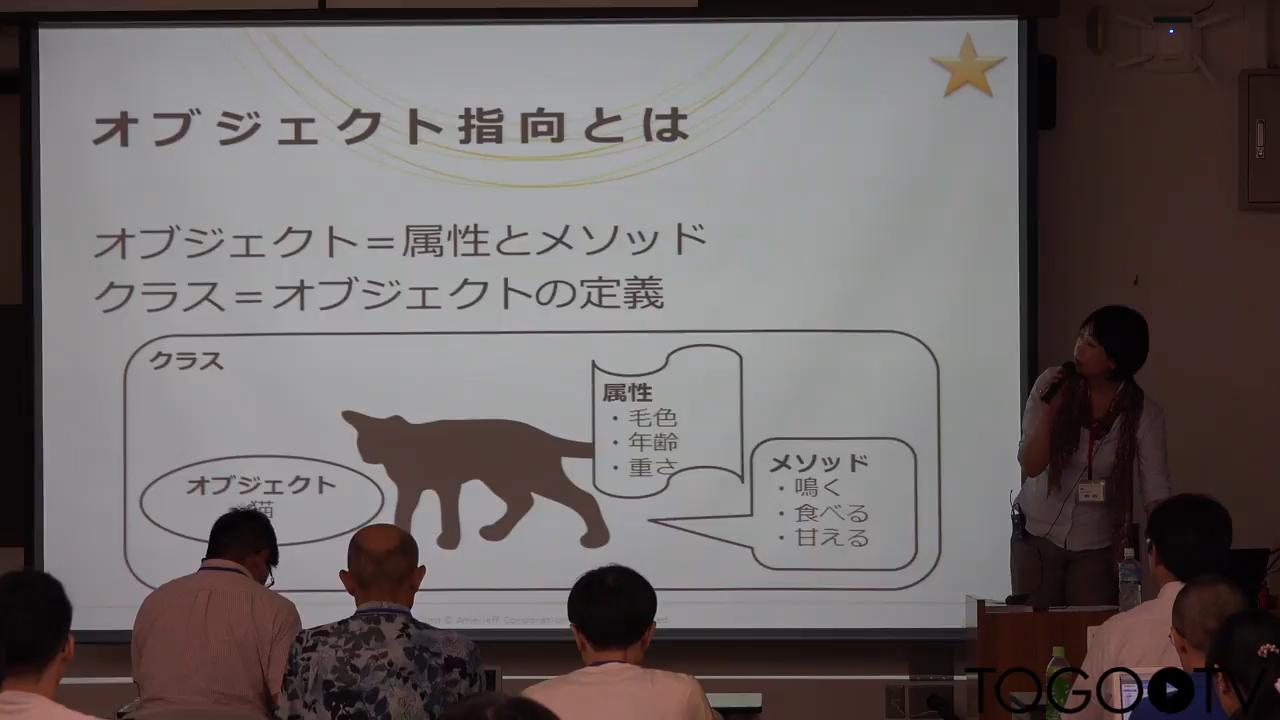 オブジェクト指向とは
オブジェクト＝属性とメソッド
クラス＝オブジェクトの定義
クラス
属性
・毛色
・年齢
・重さ
メソッド
・鳴く
・食べる
・甘える
オブジェクト
猫
© Amelieff Corporation
TOGOTV